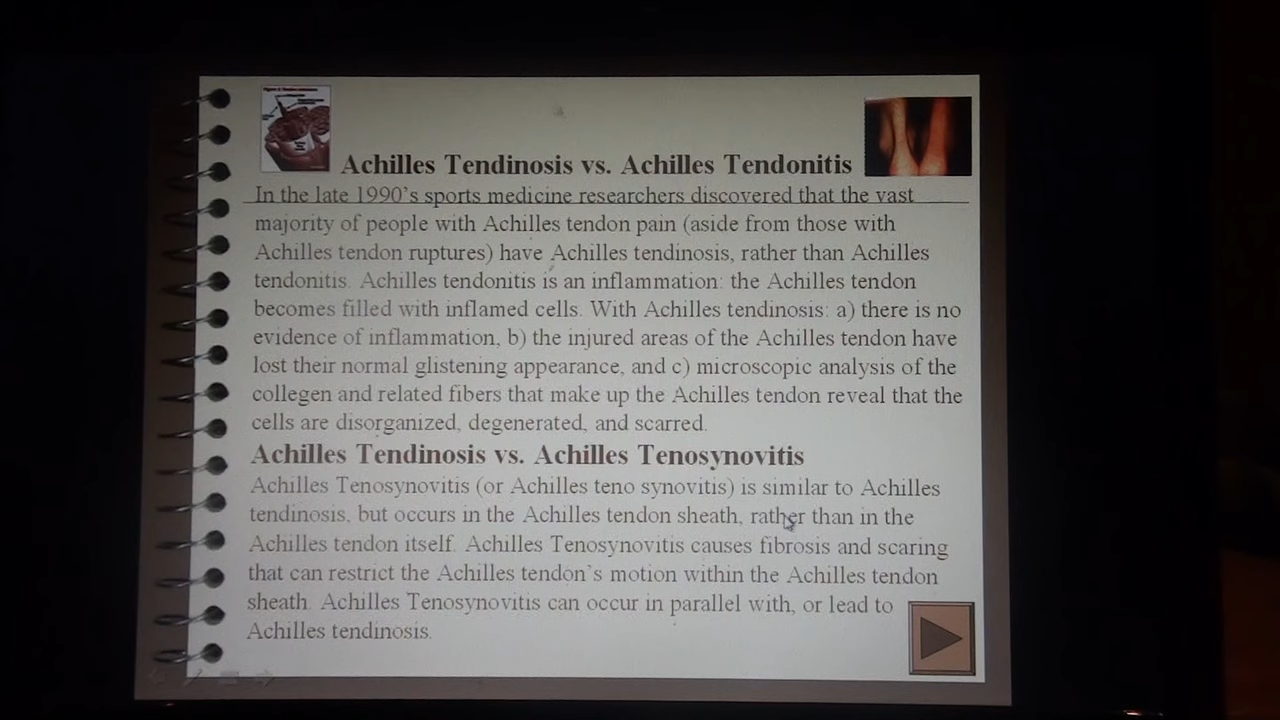 Achilles Tendinosis vs. Achilles Tendonitis
In the late 1990's sports medicine researchers discovered that the vast
majority of people with Achilles tendon pain (aside from those with
Achilles tendon ruptures) have Achilles tendinosis, rather than Achilles
tendonitis. Achilles tendonitis is an inflammation: the Achilles tendon
becomes filled with inflamed cells. With Achilles tendinosis: a) there is no
evidence of inflammation, b) the injured areas of the Achilles tendon have
lost their normal glistening appearance, and c) microscopic analysis of the
collegen and related fibers that make up the Achilles tendon reveal that the
cells are disorganized, degenerated, and scarred.
Achilles Tendinosis vs. Achilles Tenosynovitis
Achilles Tenosynovitis (or Achilles teno synovitis) is similar to Achilles
tendinosis, but occurs in the Achilles tendon sheath, rather than in the
Achilles tendon itself. Achilles Tenosynovitis causes fibrosis and scaring
that can restrict the Achilles tendon's motion within the Achilles tendon
sheath. Achilles Tenosynovitis can occur in parallel with, or lead to
Achilles tendinosis.